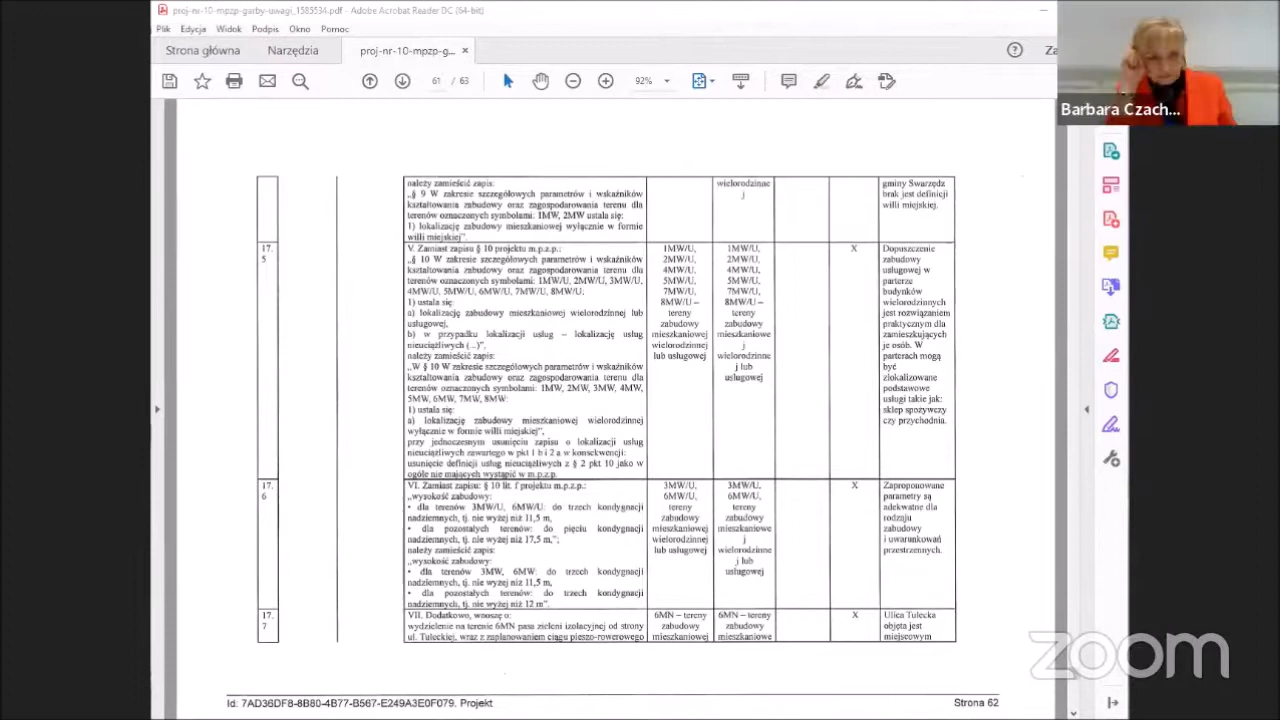 proj-nr-10-mpzp-garby-uwagi_1585534.pdf - Adobe Acrobat Reader DC (64-bit)
Plik Edycja Widok Podpis Okno Pomoc
Strona główna Narzędzia proj-nr-10-mpzp-g... × ? Za
61 / 63 92%
Barbara Czach...
należy zamieścić zapis:
„§ 9 W zakresie szczegółowych parametrów i wskaźników
kształtowania zabudowy oraz zagospodarowania terenu dla
terenów oznaczonych symbolami: 1MW, 2MW ustala się:
1) lokalizację zabudowy mieszkaniowej wyłącznie w formie
willi miejskiej”.
wielorodzinne
j
gminy Swarzędz
brak jest definicji
willi miejskiej.
17.
5
V. Zamiast zapisu § 10 projektu m.p.z.p.:
„§ 10 W zakresie szczegółowych parametrów i wskaźników
kształtowania zabudowy oraz zagospodarowania terenu dla
terenów oznaczonych symbolami: 1MW/U, 2MW/U, 3MW/U,
4MW/U, 5MW/U, 6MW/U, 7MW/U, 8MW/U;
1) ustala się:
a) lokalizację zabudowy mieszkaniowej wielorodzinnej lub
usługowej,
b) w przypadku lokalizacji usług – lokalizację usług
nieuciążliwych (...)”,
należy zamieścić zapis:
„W § 10 W zakresie szczegółowych parametrów i wskaźników
kształtowania zabudowy oraz zagospodarowania terenu dla
terenów oznaczonych symbolami: 1MW, 2MW, 3MW, 4MW,
5MW, 6MW, 7MW, 8MW:
1) ustala się:
a) lokalizację zabudowy mieszkaniowej wielorodzinnej
wyłącznie w formie willi miejskiej”,
przy jednoczesnym usunięciu zapisu o lokalizacji usług
nieuciążliwych zawartego w pkt 1 b i 2 a w konsekwencji:
usunięcie definicji usług nieuciążliwych z § 2 pkt 10 jako w
ogóle nie mających wystąpić w m.p.z.p.
1MW/U,
2MW/U,
4MW/U,
5MW/U,
7MW/U,
8MW/U –
tereny
zabudowy
mieszkaniowej
wielorodzinnej
lub usługowej
1MW/U,
2MW/U,
4MW/U,
5MW/U,
7MW/U,
8MW/U –
tereny
zabudowy
mieszkaniowe
j
wielorodzinne
j lub
usługowej
X
Dopuszczenie
zabudowy
usługowej w
parterze
budynków
wielorodzinnych
jest rozwiązaniem
praktycznym dla
zamieszkujących
je osób. W
parterach mogą
być
zlokalizowane
podstawowe
usługi takie jak:
sklep spożywczy
czy przychodnia.
17.
6
VI. Zamiast zapisu: § 10 lit. f projektu m.p.z.p.:
„wysokość zabudowy:
• dla terenów 3MW/U, 6MW/U: do trzech kondygnacji
nadziemnych, tj. nie wyżej niż 11,5 m,
• dla pozostałych terenów: do pięciu kondygnacji
nadziemnych, tj. nie wyżej niż 17,5 m,”;
należy zamieścić zapis:
„wysokość zabudowy:
• dla terenów 3MW, 6MW: do trzech kondygnacji
nadziemnych, tj. nie wyżej niż 11,5 m,
• dla pozostałych terenów: do trzech kondygnacji
nadziemnych, tj. nie wyżej niż 12 m”.
3MW/U,
6MW/U,
tereny
zabudowy
mieszkaniowej
wielorodzinnej
lub usługowej
3MW/U,
6MW/U,
tereny
zabudowy
mieszkaniowe
j
wielorodzinne
j lub
usługowej
X
Zaproponowane
parametry są
adekwatne dla
rodzaju
zabudowy
i uwarunkowań
przestrzennych.
17.
7
VII. Dodatkowo, wnoszę o:
wydzielenie na terenie 6MN pasa zieleni izolacyjnej od strony
ul. Tuleckiej, wraz z zaplanowaniem ciągu pieszo-rowerowego
6MN – tereny
zabudowy
mieszkaniowej
6MN – tereny
zabudowy
mieszkaniowe
X
Ulica Tulecka
objęta jest
miejscowym
Id: 7AD36DF8-8B80-4B77-B567-E249A3E0F079. Projekt Strona 62
zoom